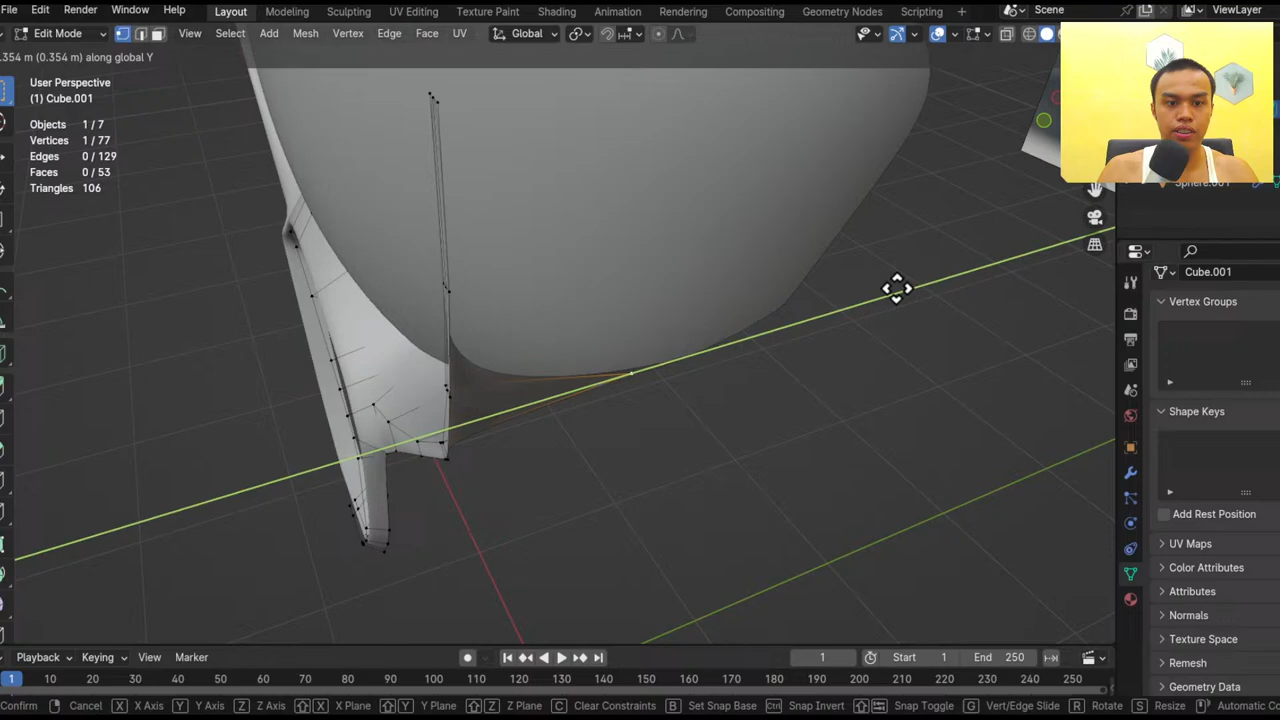 File Edit Render Window Help Layout Modeling Sculpting UV Editing Texture Paint Shading Animation Rendering Compositing Geometry Nodes Scripting + Scene ViewLayer
Edit Mode View Select Add Mesh Vertex Edge Face UV Global
.354 m (0.354 m) along global Y
User Perspective
(1) Cube.001
Objects 1 / 7
Vertices 1 / 77
Edges 0 / 129
Faces 0 / 53
Triangles 106
Sphere.001
Cube.001
Vertex Groups
Shape Keys
Add Rest Position
UV Maps
Color Attributes
Attributes
Normals
Texture Space
Remesh
Geometry Data
Playback Keying View Marker 1 Start 1 End 250
1 10 20 30 40 50 60 70 80 90 100 110 120 130 140 150 160 170 180 190 200 210 220 230 240 250
Confirm Cancel X X Axis Y Y Axis Z Z Axis X X Plane Y Y Plane Z Z Plane C Clear Constraints B Set Snap Base Ctrl Snap Invert Snap Toggle G Vert/Edge Slide R Rotate S Resize Automatic Co